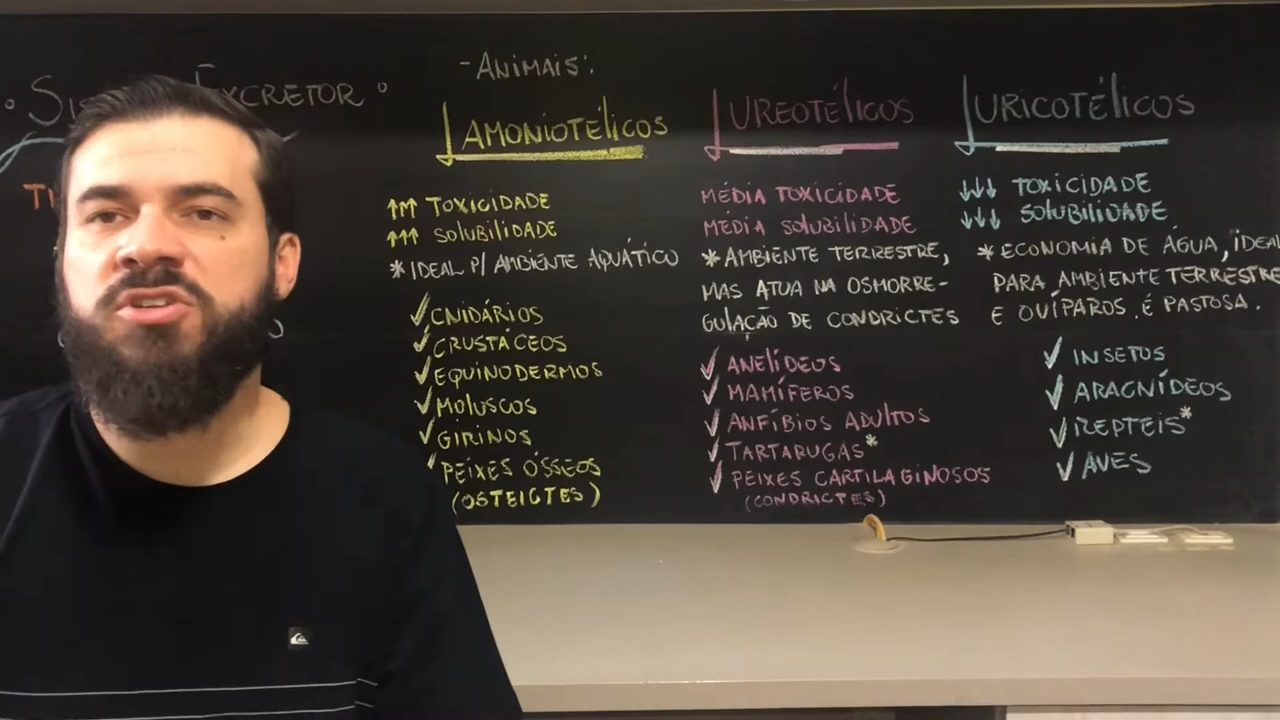 - ANIMAIS:
EXCRETOR
AMONIOTÉLICOS
↑↑↑ TOXICIDADE
↑↑↑ SOLUBILIDADE
* IDEAL P/ AMBIENTE AQUÁTICO
✓ CNIDÁRIOS
✓ CRUSTÁCEOS
✓ EQUINODERMOS
✓ MOLUSCOS
✓ GIRINOS
✓ PEIXES ÓSSEOS
(OSTEICTES)
UREOTÉLICOS
MÉDIA TOXICIDADE
MÉDIA SOLUBILIDADE
* AMBIENTE TERRESTRE,
MAS ATUA NA OSMORRE-
GULAÇÃO DE CONDRICTES
✓ ANELÍDEOS
✓ MAMÍFEROS
✓ ANFÍBIOS ADULTOS
✓ TARTARUGAS*
✓ PEIXES CARTILAGINOSOS
(CONDRICTES)
URICOTÉLICOS
↓↓↓ TOXICIDADE
↓↓↓ SOLUBILIDADE
* ECONOMIA DE ÁGUA, IDEAL
PARA AMBIENTE TERRESTRE
E OVÍPAROS. É PASTOSA.
✓ INSETOS
✓ ARACNÍDEOS
✓ REPTEIS*
✓ AVES